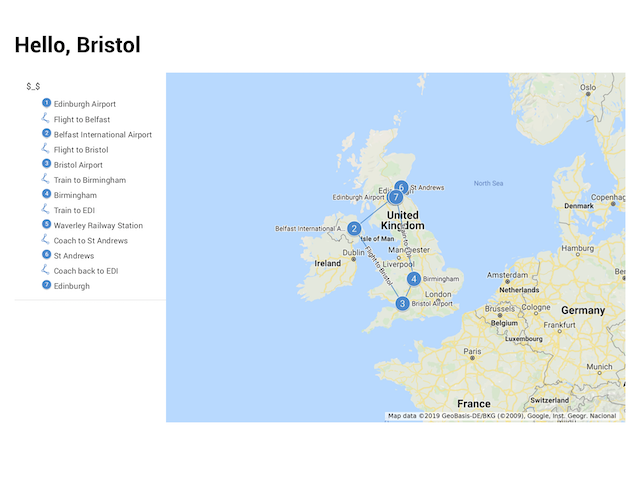 Hello, Bristol
$_$
1 Edinburgh Airport
Flight to Belfast
2 Belfast International Airport
Flight to Bristol
3 Bristol Airport
Train to Birmingham
4 Birmingham
Train to EDI
5 Waverley Railway Station
Coach to St Andrews
6 St Andrews
Coach back to EDI
7 Edinburgh
Oslo
North Sea
6 St Andrews
Edinburgh Airport 7
United
Kingdom
Belfast International A... 2
Isle of Man
Dublin
Manchester
Ireland
Liverpool
Flight to Bristol
4 Birmingham
London
3 Bristol Airport
Denmark
Copenhag
Hamburg
Amsterdam
Netherlands
Ber
Brussels
Cologne
Germany
Belgium
Frankfurt
Luxembourg
Paris
Munich
France
Switzerland
Map data ©2019 GeoBasis-DE/BKG (©2009), Google, Inst. Geogr. Nacional